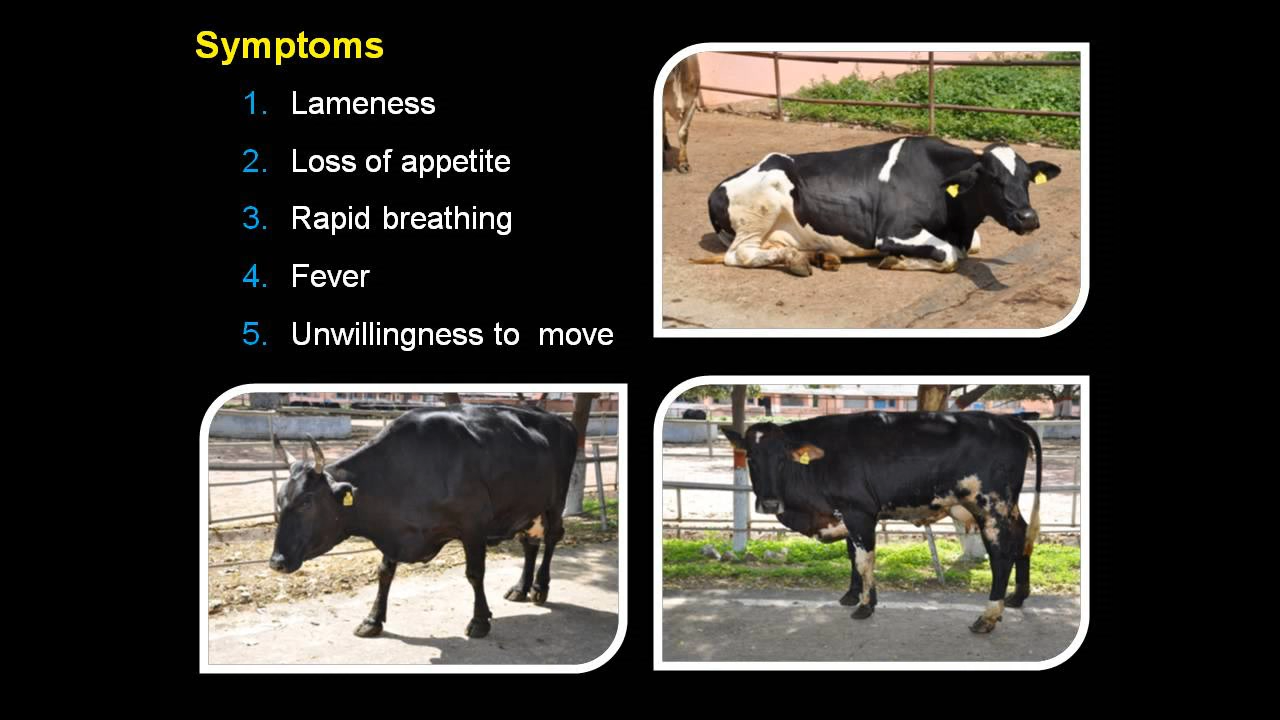 Symptoms
1. Lameness
2. Loss of appetite
3. Rapid breathing
4. Fever
5. Unwillingness to  move